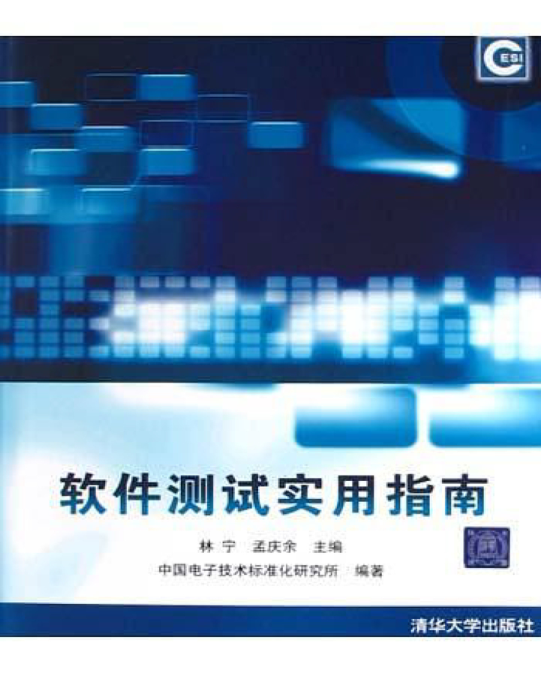 CESI
软件测试实用指南
林 宁 孟庆余 主编
中国电子技术标准化研究所 编著
清华大学出版社